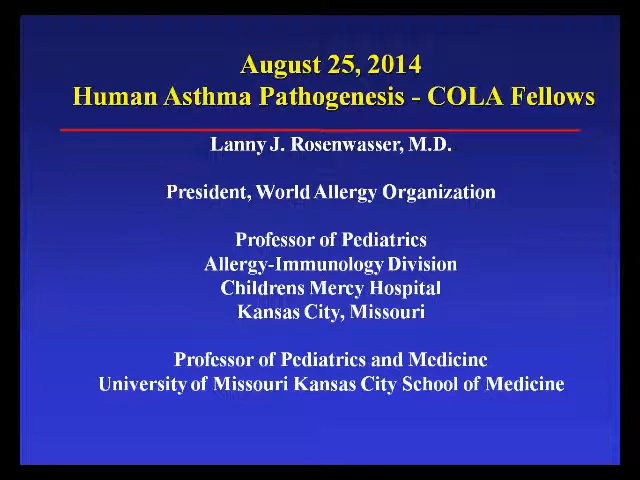 August 25, 2014
Human Asthma Pathogenesis - COLA Fellows
Lanny J. Rosenwasser, M.D.
President, World Allergy Organization
Professor of Pediatrics
Allergy-Immunology Division
Childrens Mercy Hospital
Kansas City, Missouri
Professor of Pediatrics and Medicine
University of Missouri Kansas City School of Medicine